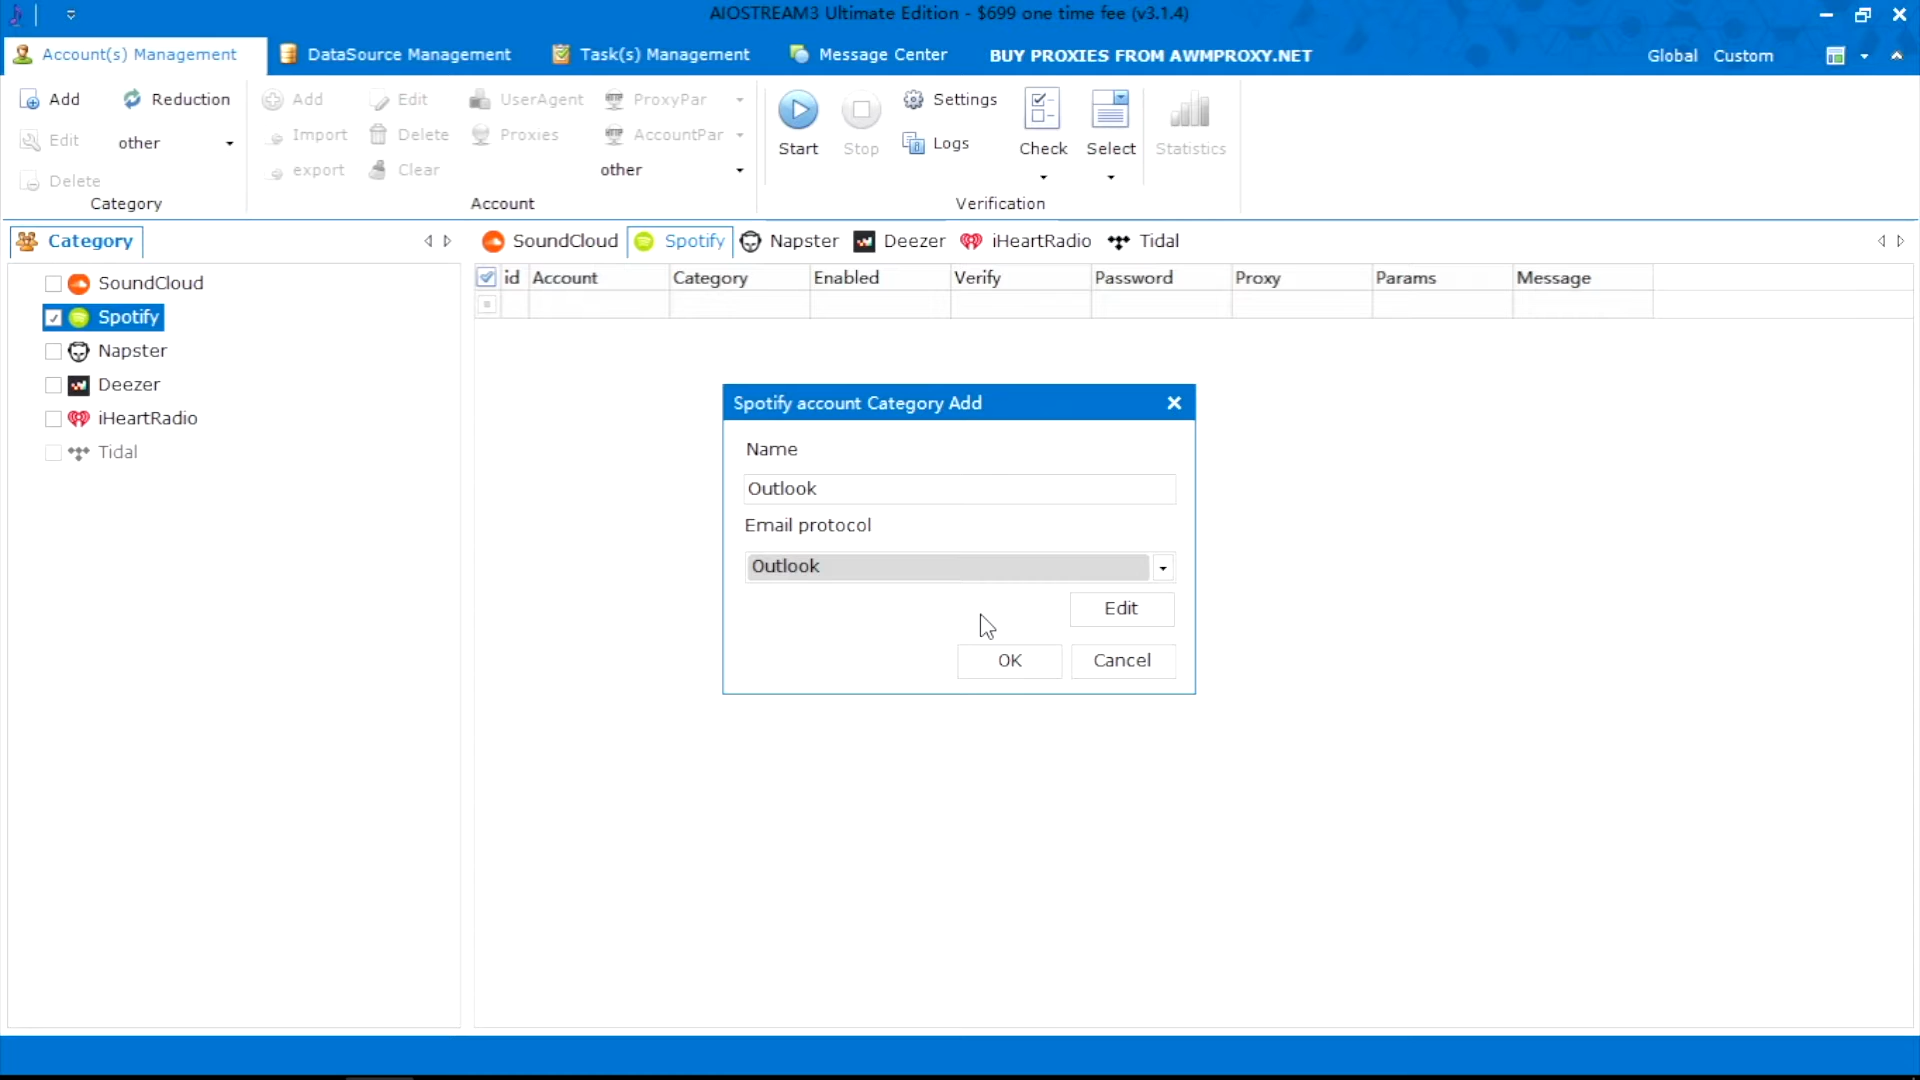 AIOSTREAM3 Ultimate Edition - $699 one time fee (v3.1.4)
Account(s) Management DataSource Management Task(s) Management Message Center BUY PROXIES FROM AWMPROXY.NET Global Custom
Add Reduction Add Edit UserAgent ProxyPar Settings
Edit other Import Delete Proxies AccountPar Logs
Start Stop Check Select Statistics
Delete export Clear other
Category Account Verification
Category SoundCloud Spotify Napster Deezer iHeartRadio Tidal
id Account Category Enabled Verify Password Proxy Params Message
SoundCloud
Spotify
Napster
Deezer
iHeartRadio
Tidal
Spotify account Category Add
Name
Outlook
Email protocol
Outlook
Edit
OK Cancel